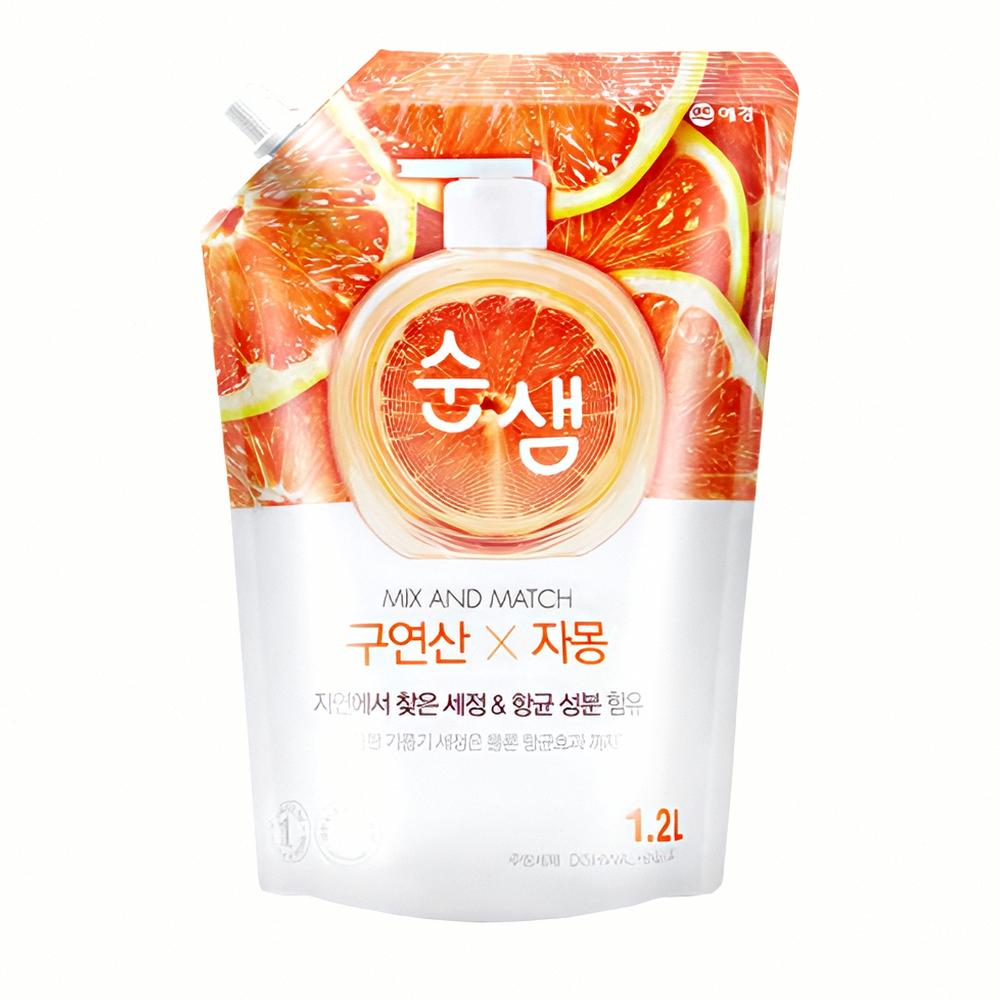 애경
순샘
MIX AND MATCH
구연산 × 자몽
자연에서 찾은 세정 & 항균 성분 함유
1.2L